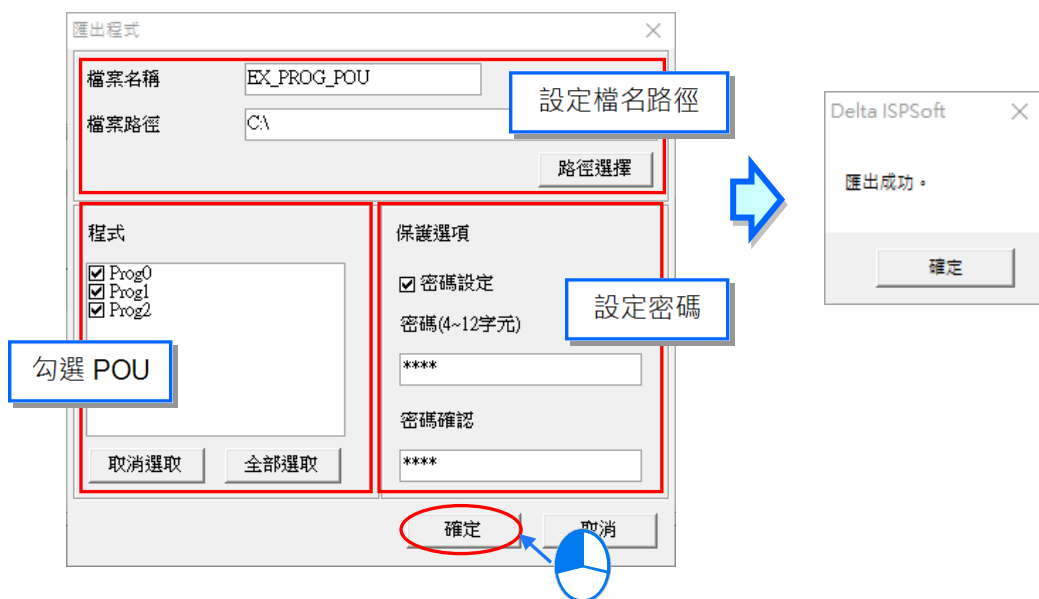 匯出程式
檔案名稱 EX_PROG_POU
設定檔名路徑
檔案路徑 C:\
路徑選擇
程式
Prog0
Prog1
Prog2
勾選 POU
取消選取 全部選取
保護選項
密碼設定
設定密碼
密碼(4~12字元)
****
密碼確認
****
確定 取消
Delta ISPSoft
匯出成功。
確定